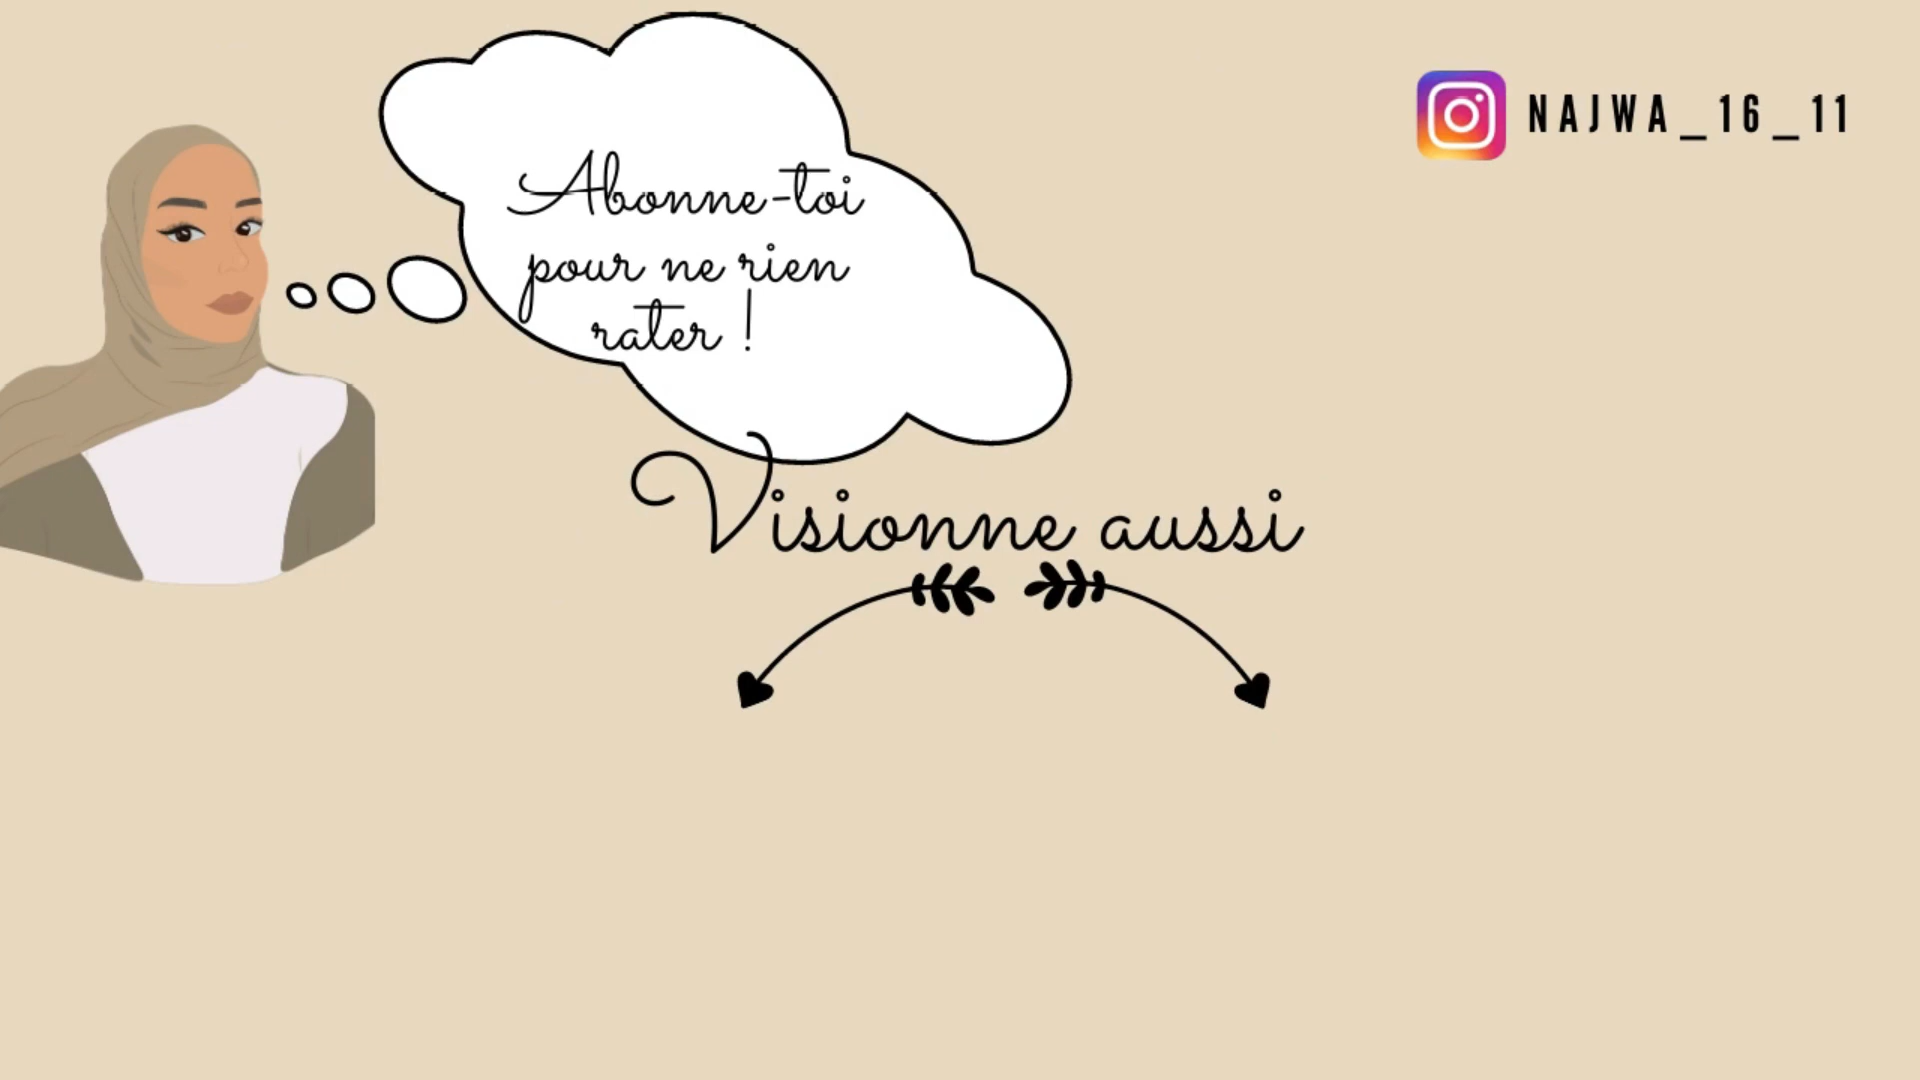 Abonne-toi
pour ne rien
rater !
NAJWA_16_11
Visionne aussi